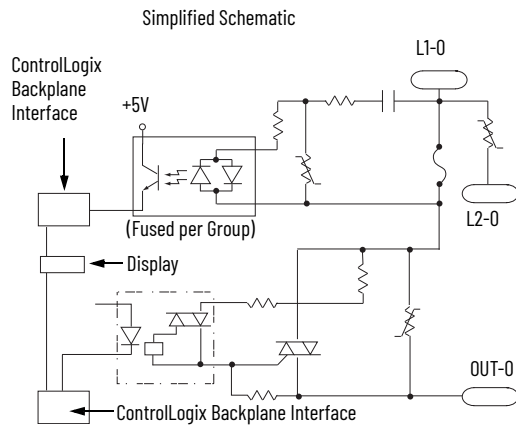 Simplified Schematic
L1-0
ControlLogix
Backplane
Interface
+5V
L2-0
(Fused per Group)
Display
OUT-0
ControlLogix Backplane Interface